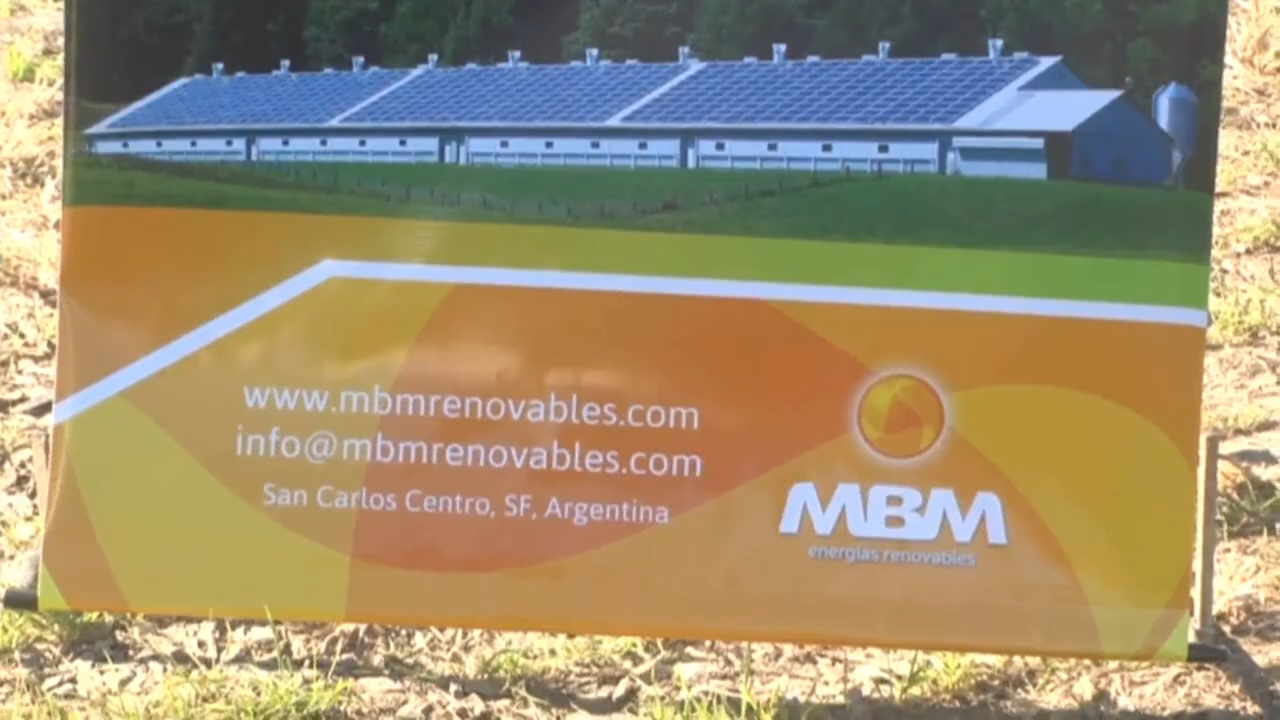 www.mbmrenovables.com
info@mbmrenovables.com
San Carlos Centro, SF, Argentina
MBM
energías renovables